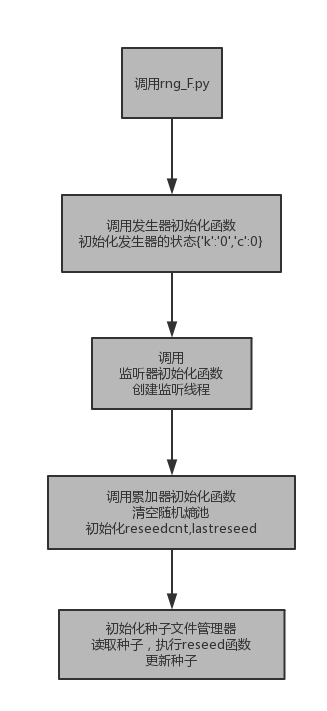 调用rng_F.py
调用发生器初始化函数
初始化发生器的状态{'k':'0','c':0}
调用
监听器初始化函数
创建监听线程
调用累加器初始化函数
清空随机熵池
初始化reseedcnt,lastreseed
初始化种子文件管理器
读取种子，执行reseed函数
更新种子